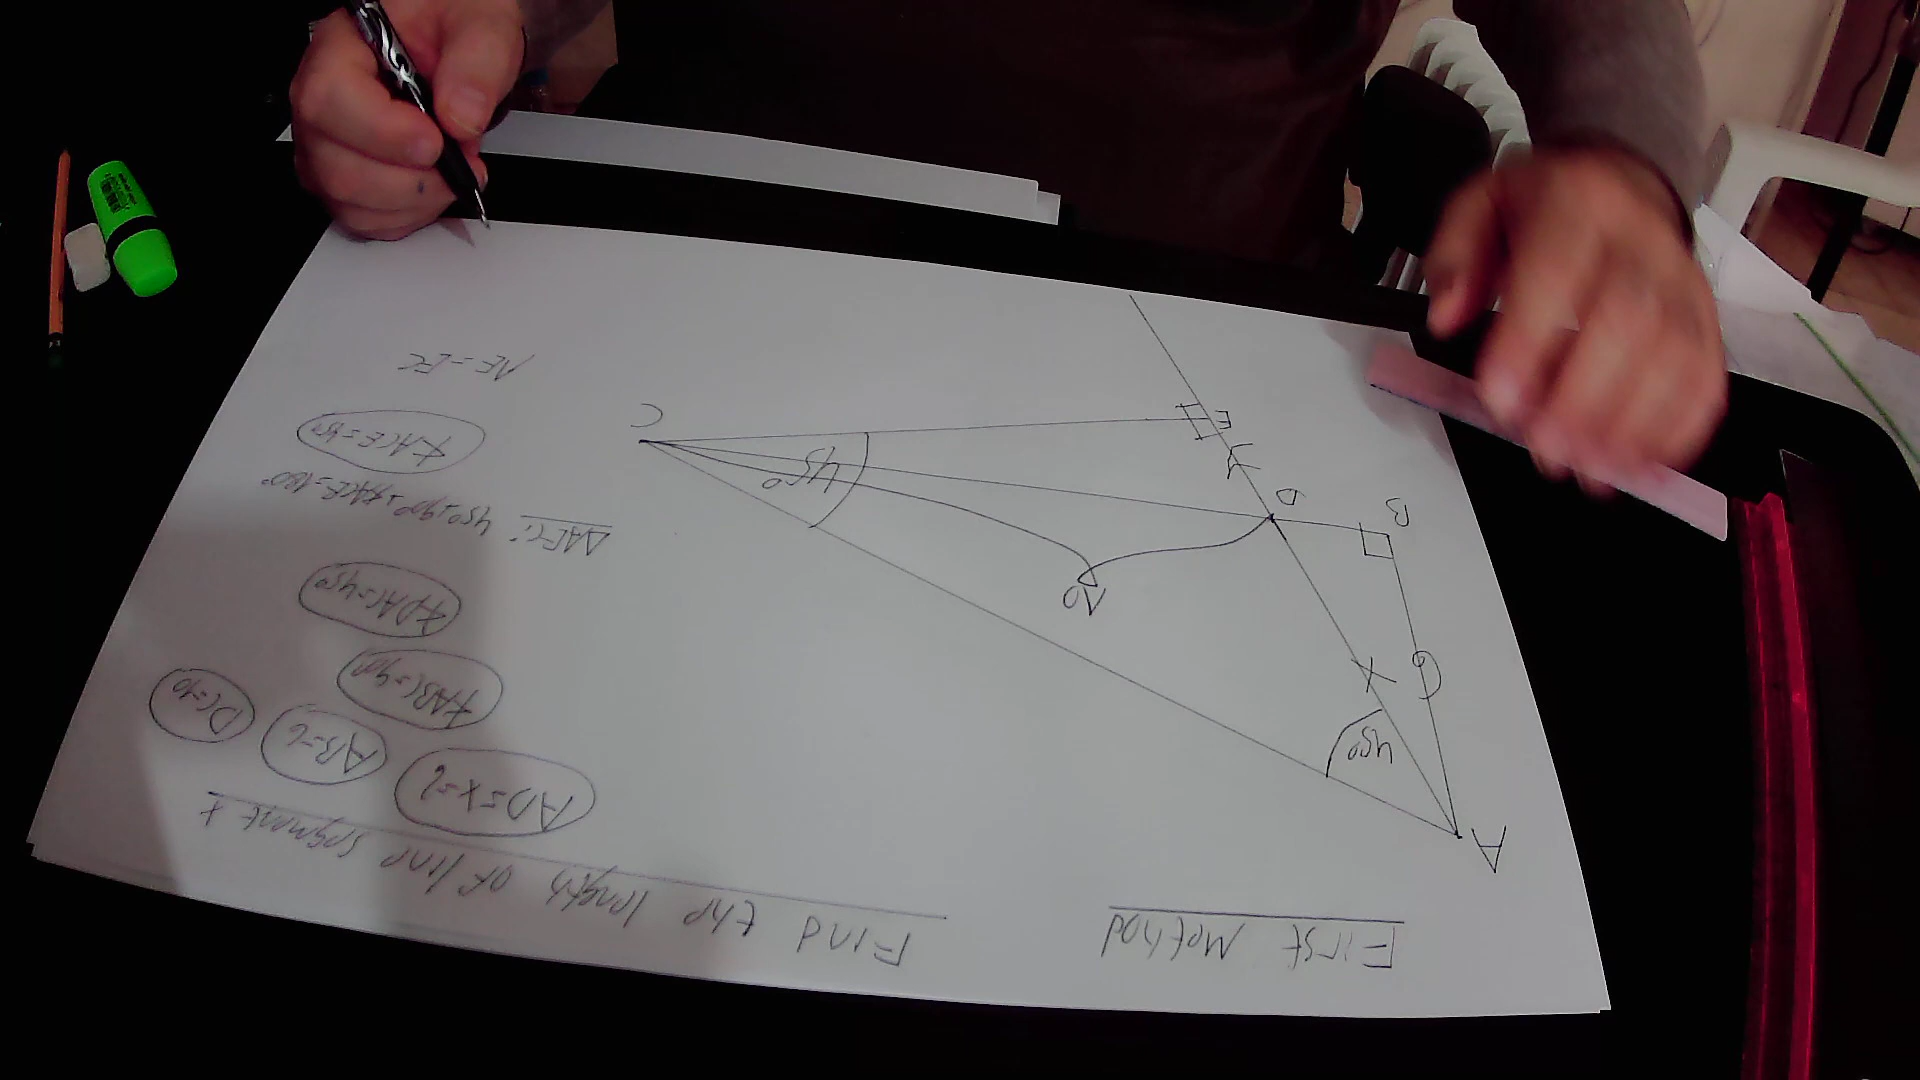 First Method
Find the length of line segment x
AD=x=?
AB=6
DC=10
∡ABC=90°
∡DAC=45°
△AEC: 45°+90°+∡ACE=180°
∡ACE=45°
AE=EC
A
45°
6
x
B
D
10
y
E
45°
C